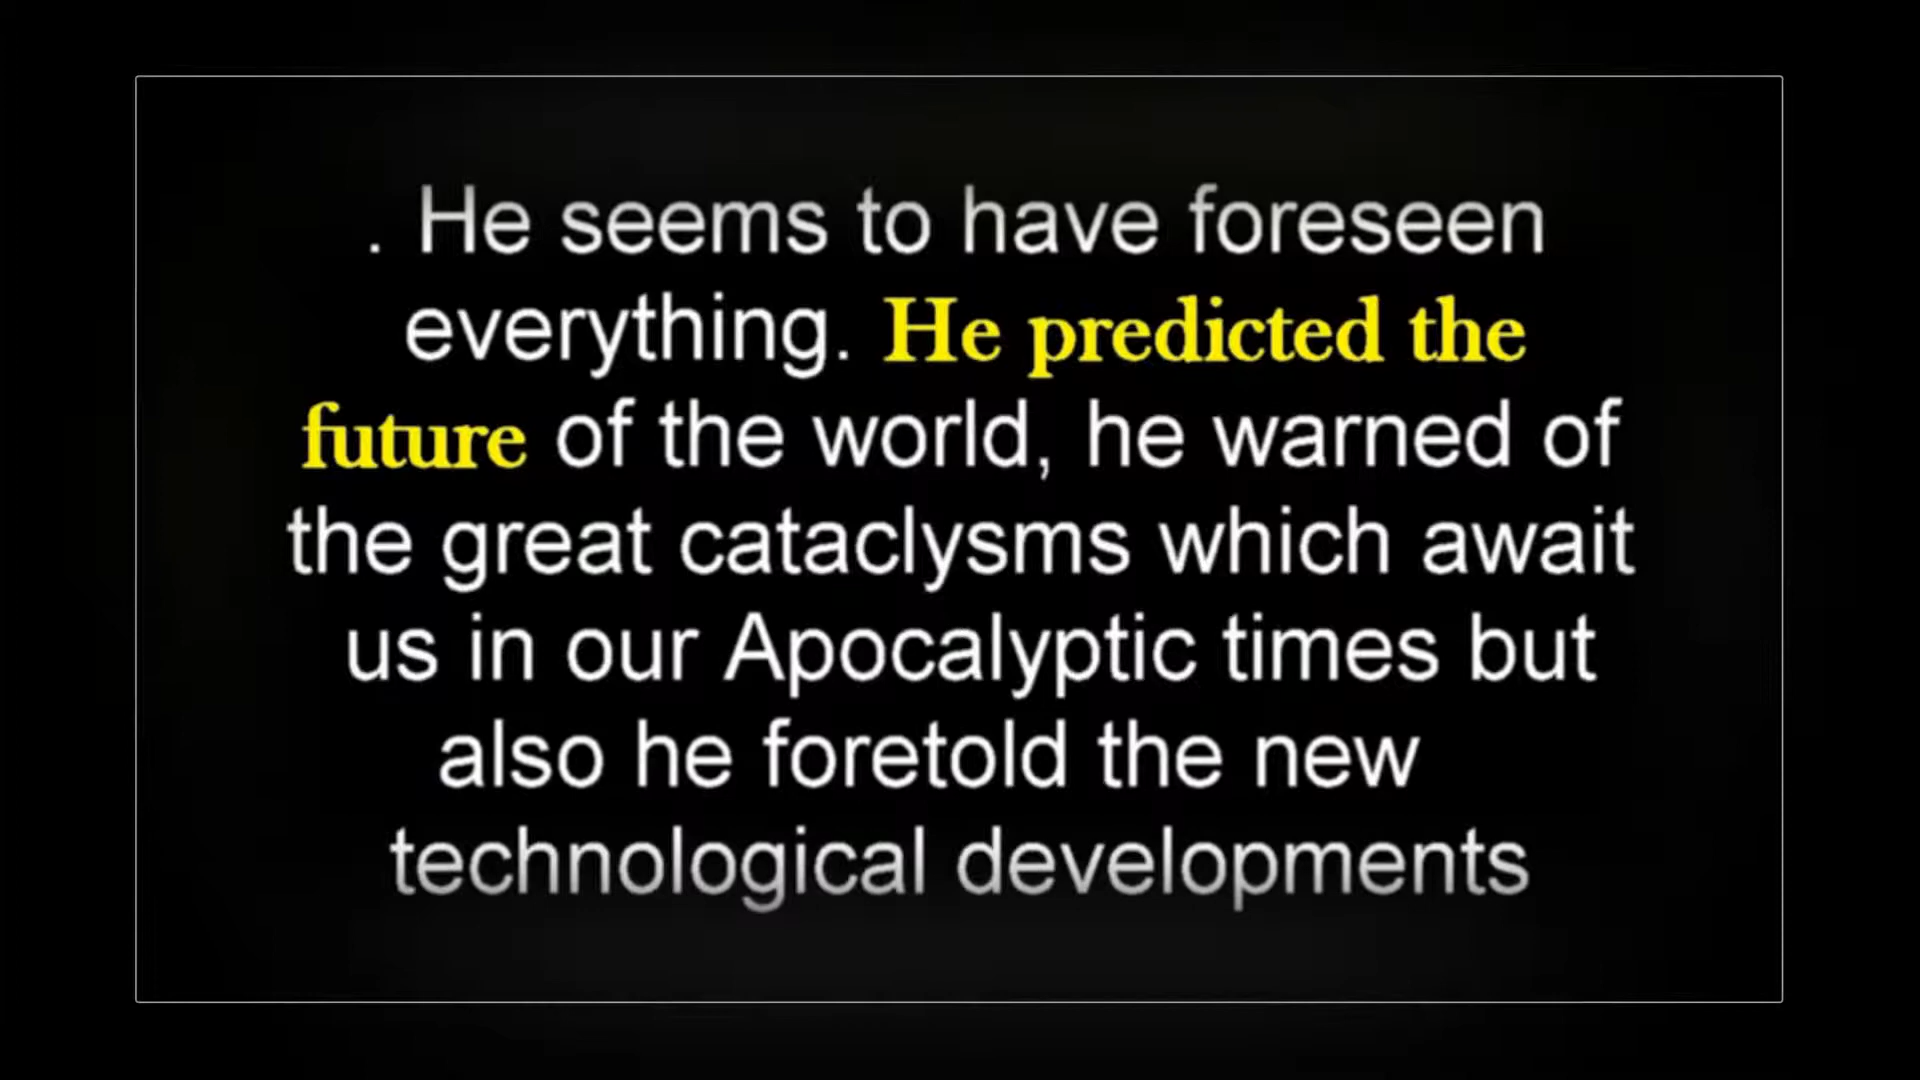 . He seems to have foreseen
everything. He predicted the
future of the world, he warned of
the great cataclysms which await
us in our Apocalyptic times but
also he foretold the new
technological developments